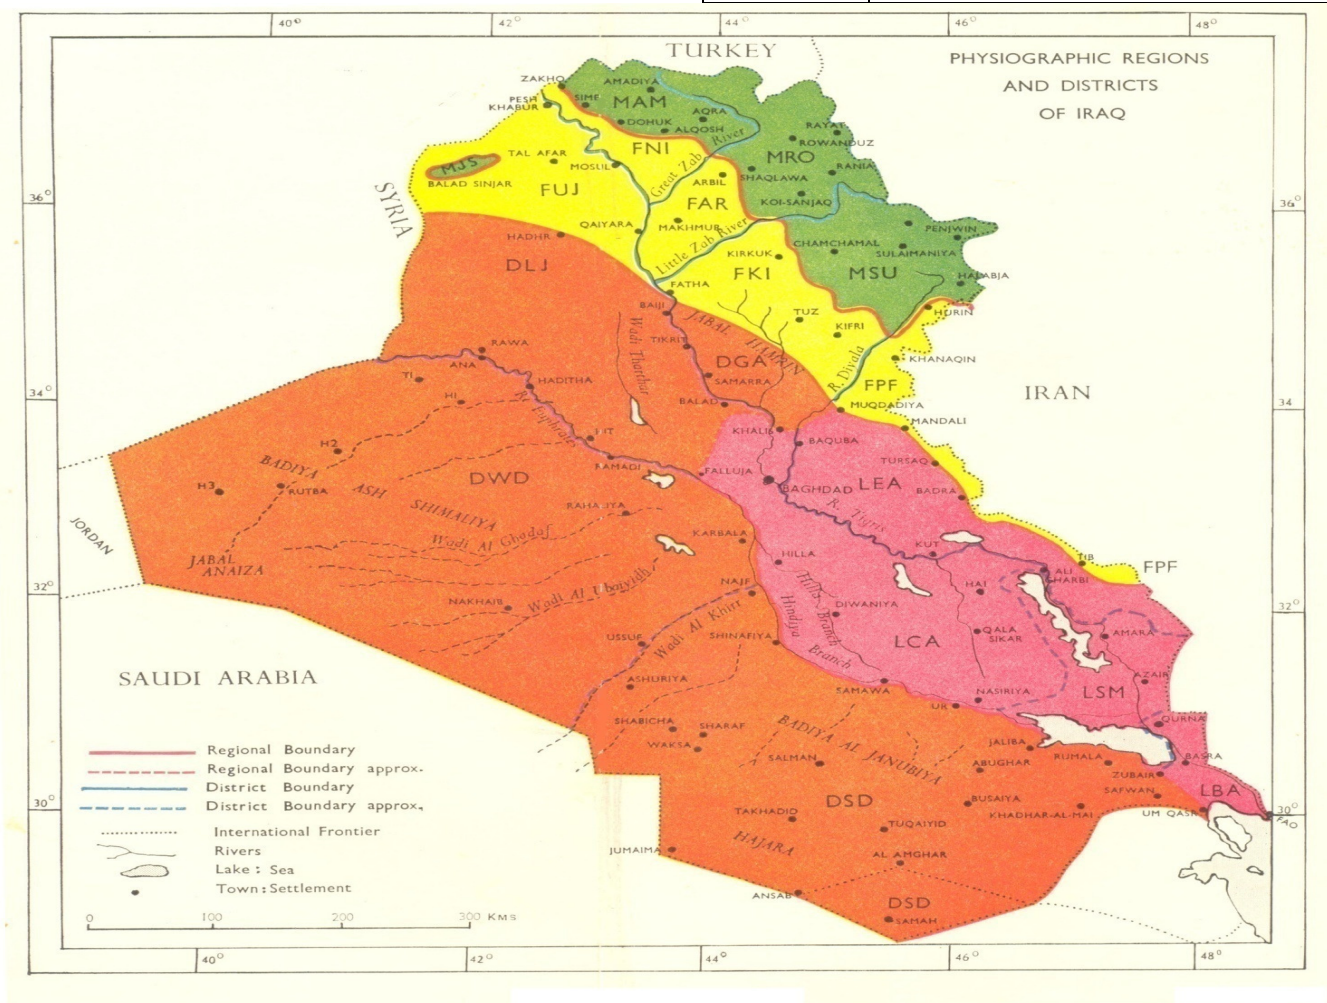 40°
42°
44°
46°
48°
TURKEY
PHYSIOGRAPHIC REGIONS
AND DISTRICTS
OF IRAQ
ZAKHO
AMADIYA
PESH
KHABUR
SIMF
MAM
AQRA
DOHUK
ALQOSH
RAYAT
ROWANDUZ
FNI
MRO
RANIA
TAL AFAR
MOSUL
MJS
BALAD SINJAR
FUJ
Great Zab River
ARBIL
SHAQLAWA
KOI-SANJAQ
36°
36°
SYRIA
FAR
QAIYARA
MAKHMUR
HADHR
DLJ
Little Zab River
KIRKUK
FKI
CHAMCHAMAL
SULAIMANIYA
PENJWIN
MSU
HALABJA
FATHA
BAIJI
JABAL HAMRIN
TUZ
KIFRI
HURIN
Wadi Tharthar
TIKRIT
DGA
SAMARRA
R. Diyala
KHANAQIN
RAWA
ANA
T1
H1
HADITHA
R. Euphrates
FPF
IRAN
34°
34°
BALAD
MUQDADIYA
MANDALI
KHALIS
BAQUBA
HIT
RAMADI
FALLUJA
H2
H3
RUTBA
BADIYA
ASH
SHIMALIYA
DWD
TURSAQ
BADRA
BAGHDAD
LEA
R. Tigris
RAHALIYA
Wadi Al Ghadaf
JORDAN
JABAL
ANAIZA
KARBALA
HILLA
KUT
TIB
FPF
ALI
GHARBI
32°
32°
NAJF
HAI
NAKHAIB
Wadi Al Ubaiyidh
Wadi Al Khirr
Hilla Branch
Hindiya Branch
DIWANIYA
LCA
QALA
SIKAR
AMARA
USSUF
SHINAFIYA
SAUDI ARABIA
ASHURIYA
SAMAWA
NASIRIYA
UR
LSM
AZAIR
QURNA
SHABICHA
SHARAF
WAKSA
BADIYA AL JANUBIYA
SALMAN
JALIBA
ABUGHAR
RUMALA
BASRA
ZUBAIR
SAFWAN
LBA
Regional Boundary
Regional Boundary approx.
District Boundary
District Boundary approx.
International Frontier
Rivers
Lake : Sea
Town : Settlement
30°
30°
TAKHADID
DSD
BUSAIYA
KHADHAR-AL-MAI
UM QASR
FAO
TUQAIYID
HAJARA
JUMAIMA
AL AMGHAR
ANSAB
DSD
SAMAH
0
100
200
300 KMS
40°
42°
44°
46°
48°